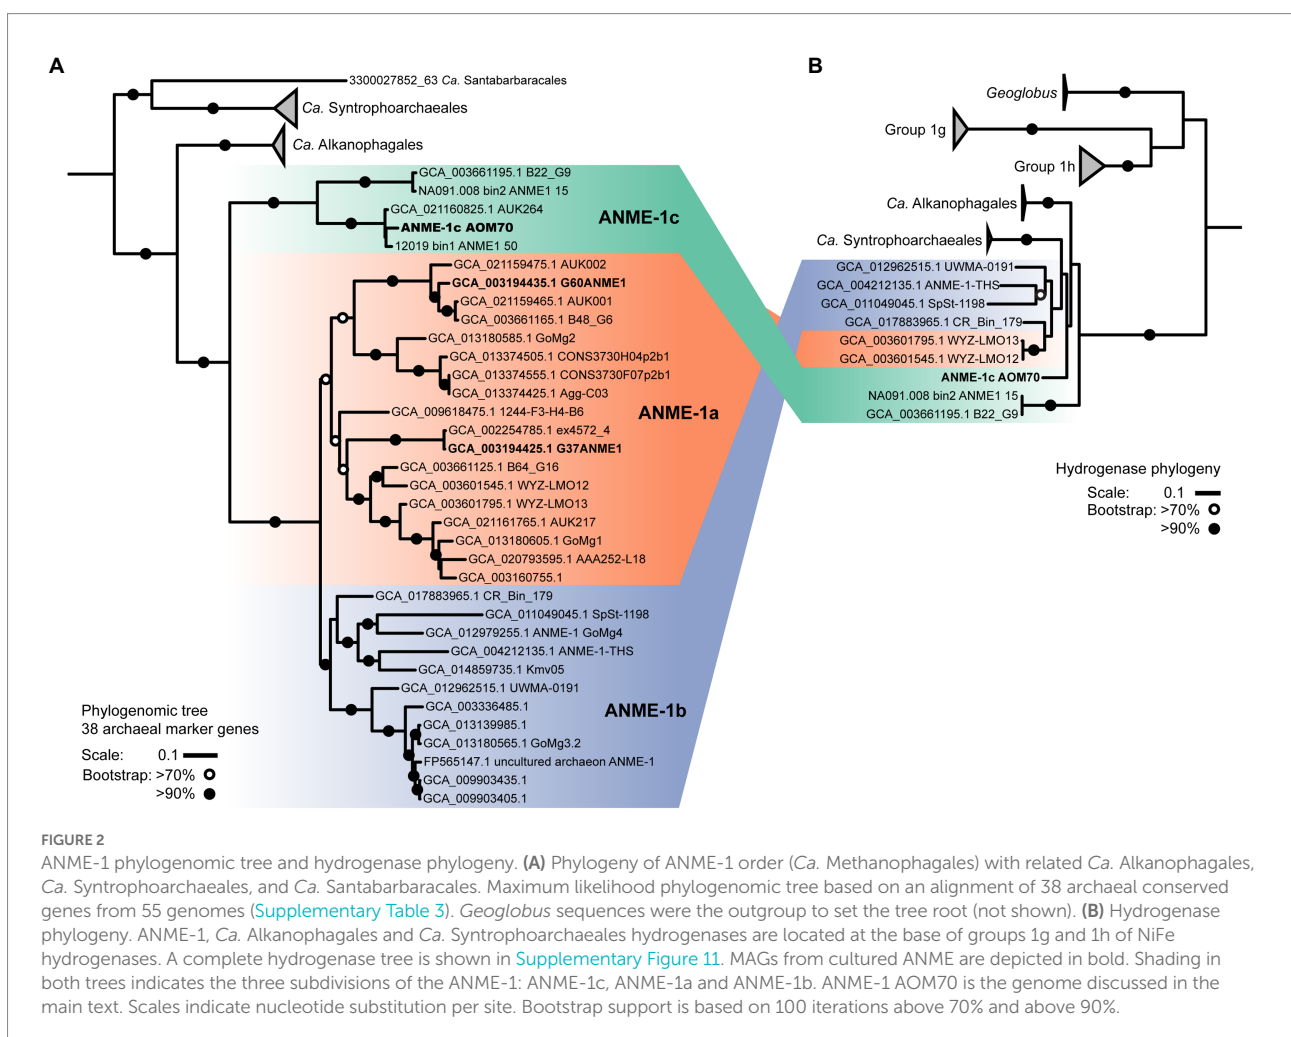 A
3300027852_63 Ca. Santabarbaracales
Ca. Syntrophoarchaeales
Ca. Alkanophagales
GCA_003661195.1 B22_G9
NA091.008 bin2 ANME1 15
GCA_021160825.1 AUK264
ANME-1c AOM70
12019 bin1 ANME1 50
ANME-1c
GCA_021159475.1 AUK002
GCA_003194435.1 G60ANME1
GCA_021159465.1 AUK001
GCA_003661165.1 B48_G6
GCA_013180585.1 GoMg2
GCA_013374505.1 CONS3730H04p2b1
GCA_013374555.1 CONS3730F07p2b1
GCA_013374425.1 Agg-C03
GCA_009618475.1 1244-F3-H4-B6
ANME-1a
GCA_002254785.1 ex4572_4
GCA_003194425.1 G37ANME1
GCA_003661125.1 B64_G16
GCA_003601545.1 WYZ-LMO12
GCA_003601795.1 WYZ-LMO13
GCA_021161765.1 AUK217
GCA_013180605.1 GoMg1
GCA_020793595.1 AAA252-L18
GCA_003160755.1
GCA_017883965.1 CR_Bin_179
GCA_011049045.1 SpSt-1198
GCA_012979255.1 ANME-1 GoMg4
GCA_004212135.1 ANME-1-THS
GCA_014859735.1 Kmv05
GCA_012962515.1 UWMA-0191
ANME-1b
GCA_003336485.1
GCA_013139985.1
GCA_013180565.1 GoMg3.2
FP565147.1 uncultured archaeon ANME-1
GCA_009903435.1
GCA_009903405.1
Phylogenomic tree
38 archaeal marker genes
Scale: 0.1
Bootstrap: >70%
>90%
B
Geoglobus
Group 1g
Group 1h
Ca. Alkanophagales
Ca. Syntrophoarchaeales
GCA_012962515.1 UWMA-0191
GCA_004212135.1 ANME-1-THS
GCA_011049045.1 SpSt-1198
GCA_017883965.1 CR_Bin_179
GCA_003601795.1 WYZ-LMO13
GCA_003601545.1 WYZ-LMO12
ANME-1c AOM70
NA091.008 bin2 ANME1 15
GCA_003661195.1 B22_G9
Hydrogenase phylogeny
Scale: 0.1
Bootstrap: >70%
>90%
FIGURE 2
ANME-1 phylogenomic tree and hydrogenase phylogeny. (A) Phylogeny of ANME-1 order (Ca. Methanophagales) with related Ca. Alkanophagales,
Ca. Syntrophoarchaeales, and Ca. Santabarbaracales. Maximum likelihood phylogenomic tree based on an alignment of 38 archaeal conserved
genes from 55 genomes (Supplementary Table 3). Geoglobus sequences were the outgroup to set the tree root (not shown). (B) Hydrogenase
phylogeny. ANME-1, Ca. Alkanophagales and Ca. Syntrophoarchaeales hydrogenases are located at the base of groups 1g and 1h of NiFe
hydrogenases. A complete hydrogenase tree is shown in Supplementary Figure 11. MAGs from cultured ANME are depicted in bold. Shading in
both trees indicates the three subdivisions of the ANME-1: ANME-1c, ANME-1a and ANME-1b. ANME-1 AOM70 is the genome discussed in the
main text. Scales indicate nucleotide substitution per site. Bootstrap support is based on 100 iterations above 70% and above 90%.